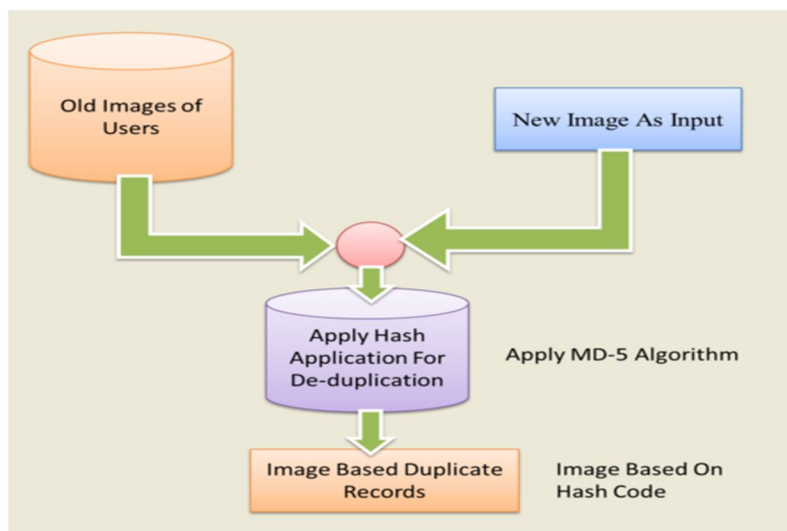 Old Images of
Users
New Image As Input
Apply Hash
Application For
De-duplication
Apply MD-5 Algorithm
Image Based Duplicate
Records
Image Based On
Hash Code